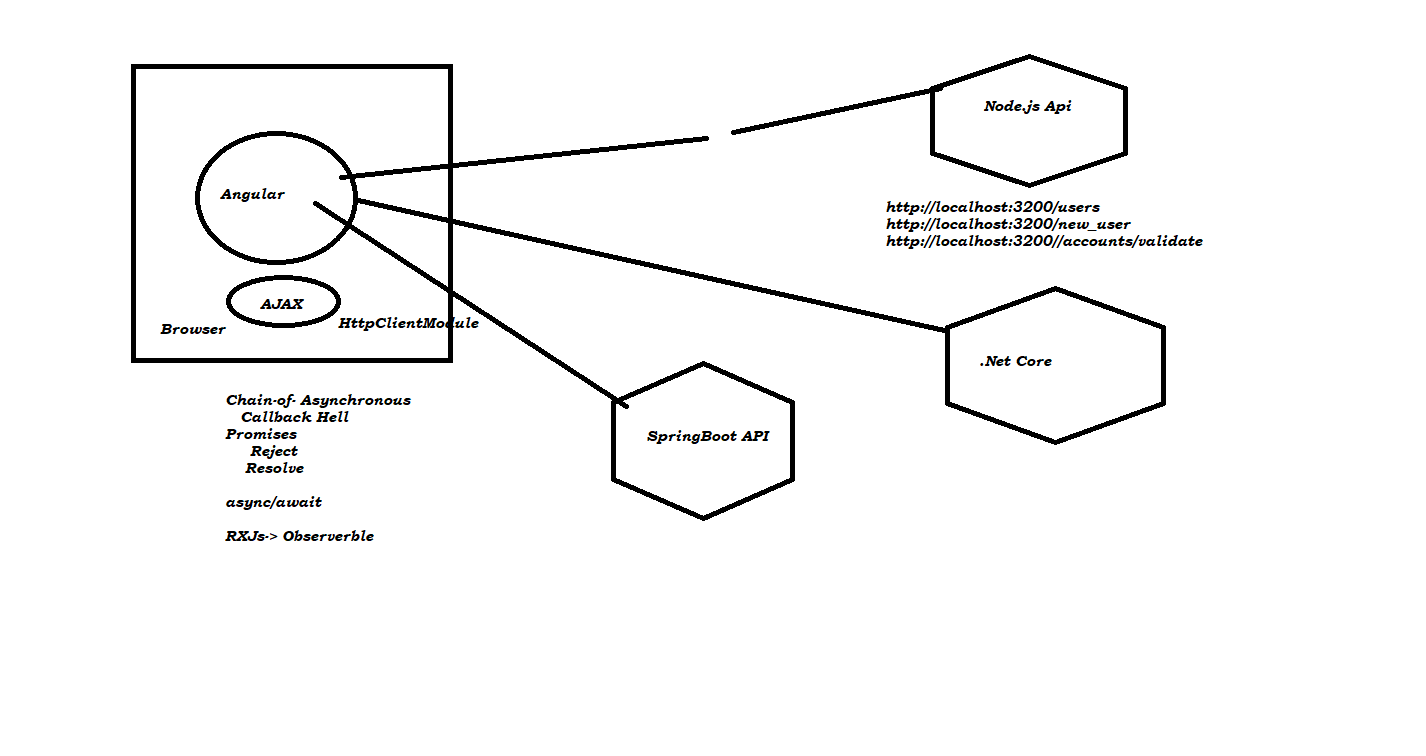 Node.js Api
Angular
http://localhost:3200/users
http://localhost:3200/new_user
http://localhost:3200//accounts/validate
AJAX
HttpClientModule
Browser
.Net Core
Chain-of- Asynchronous
Callback Hell
Promises
Reject
Resolve
SpringBoot API
async/await
RXJs-> Observerble